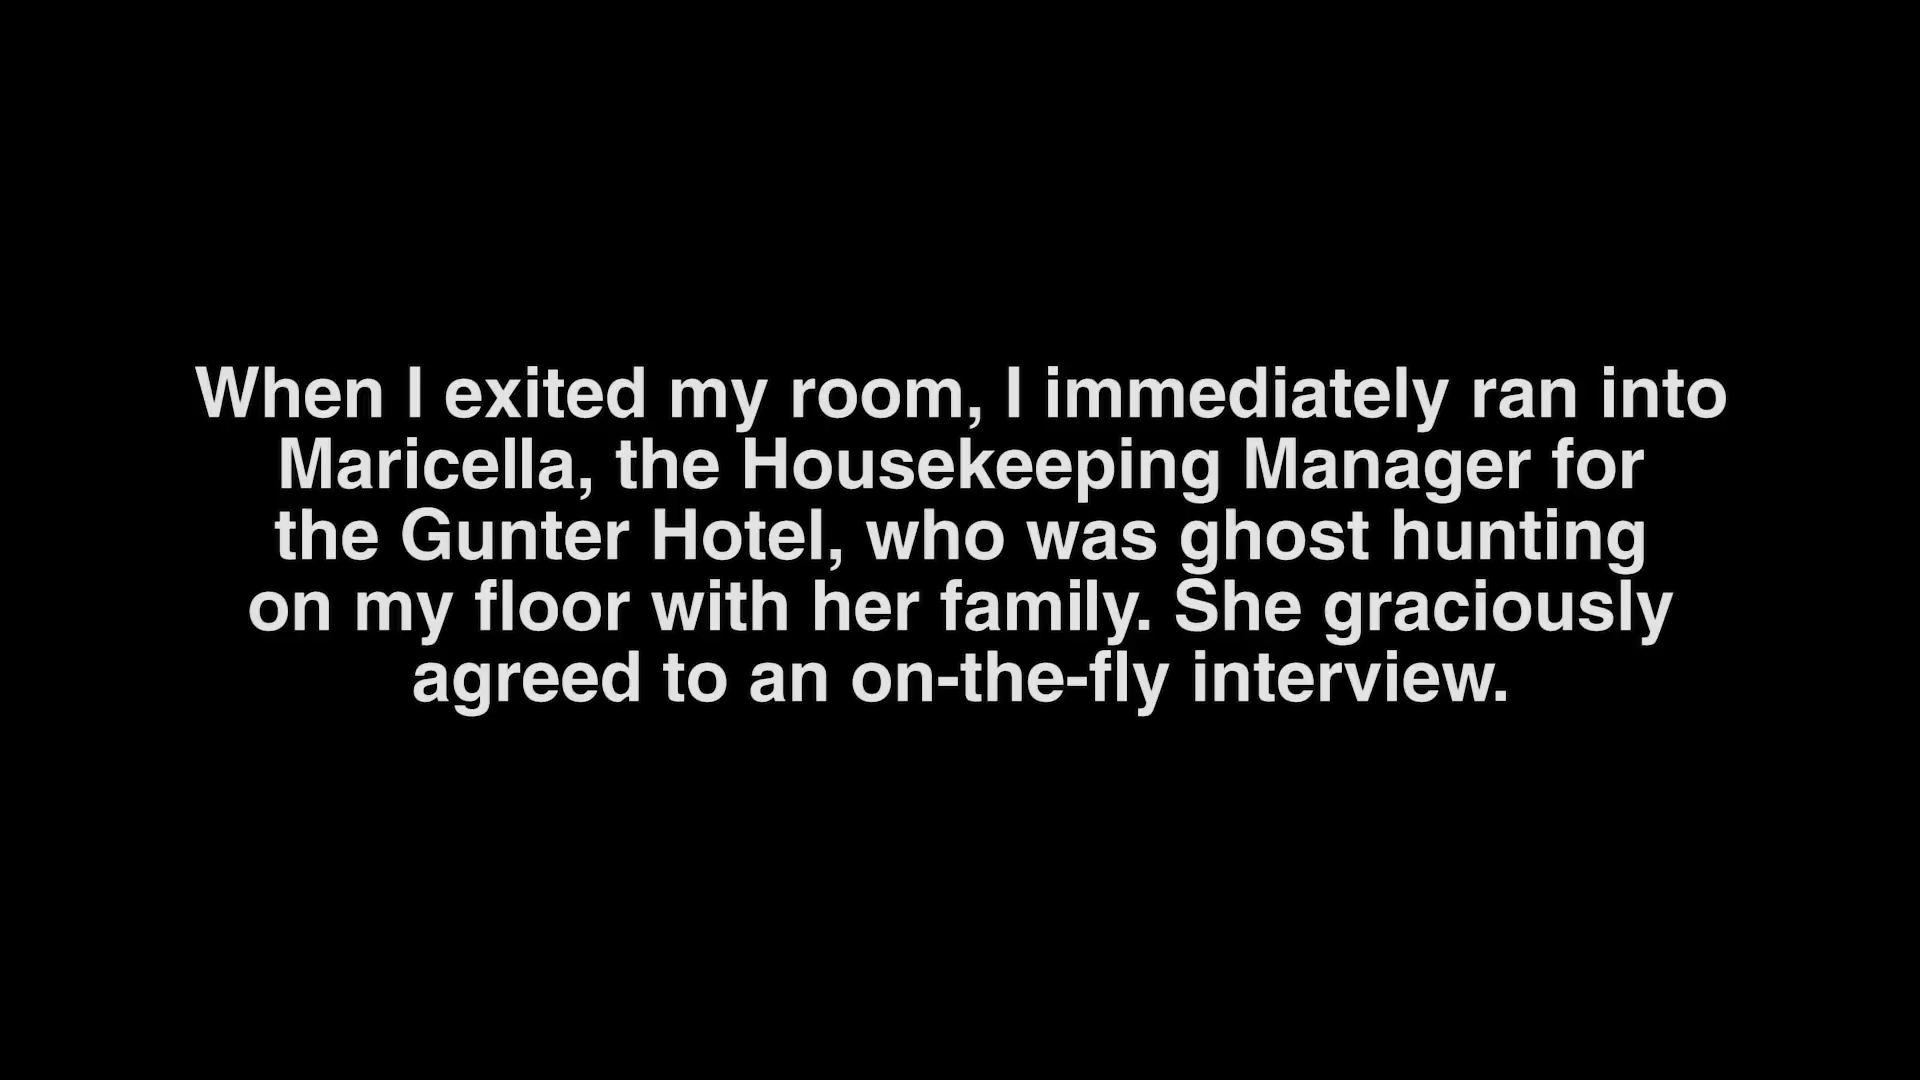 When I exited my room, I immediately ran into
Maricella, the Housekeeping Manager for
the Gunter Hotel, who was ghost hunting
on my floor with her family. She graciously
agreed to an on-the-fly interview.